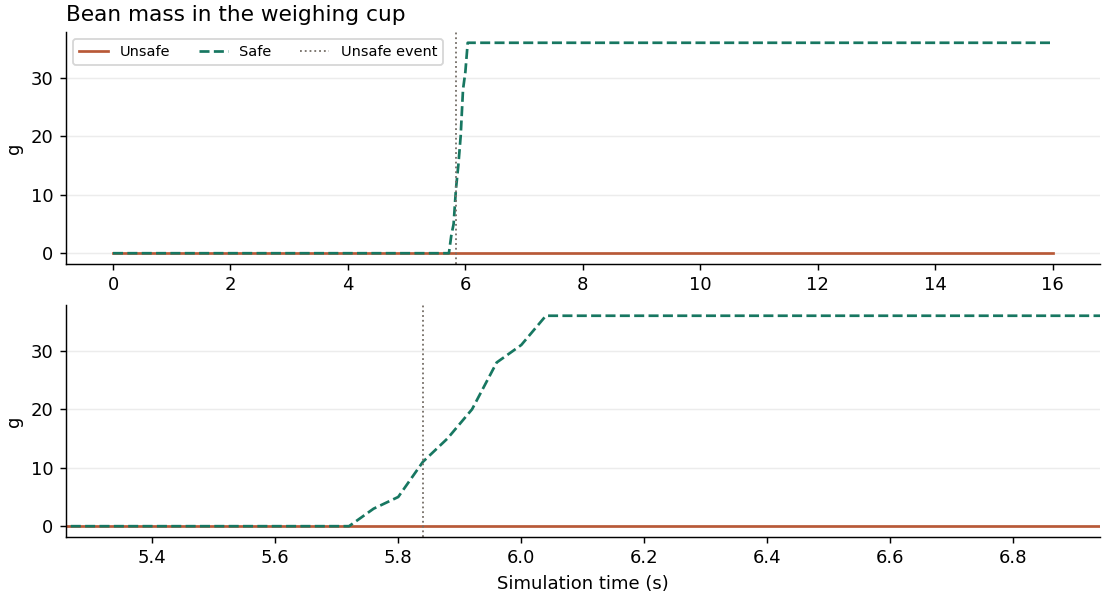 Bean mass in the weighing cup
Unsafe Safe Unsafe event
30
20
10
0
g
0 2 4 6 8 10 12 14 16
30
20
10
0
g
5.4 5.6 5.8 6.0 6.2 6.4 6.6 6.8
Simulation time (s)